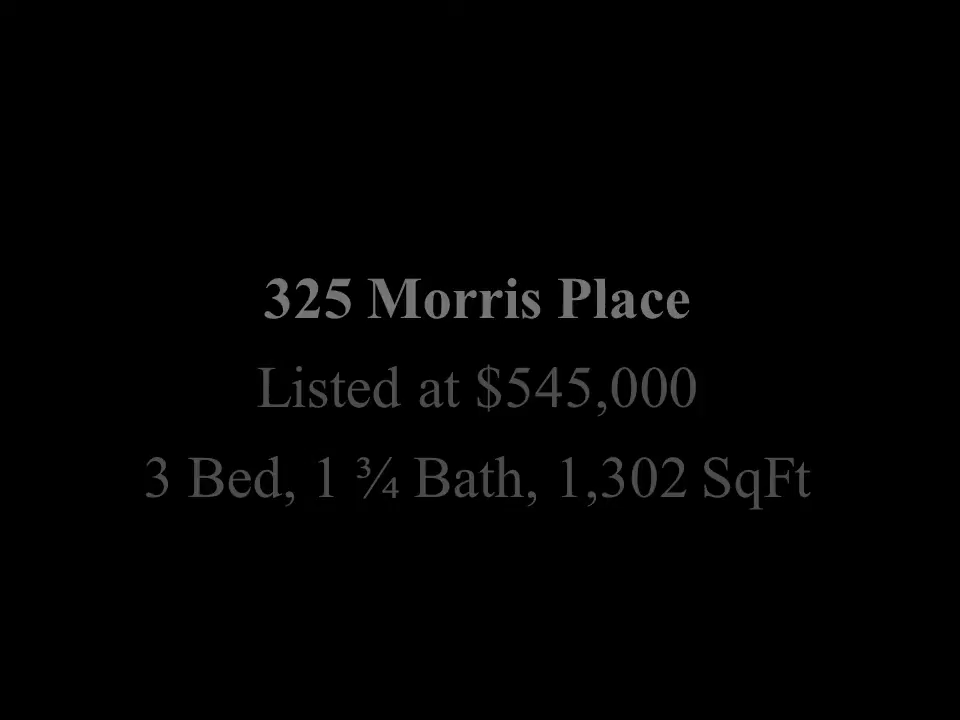 325 Morris Place
Listed at $545,000
3 Bed, 1 ¾ Bath, 1,302 SqFt